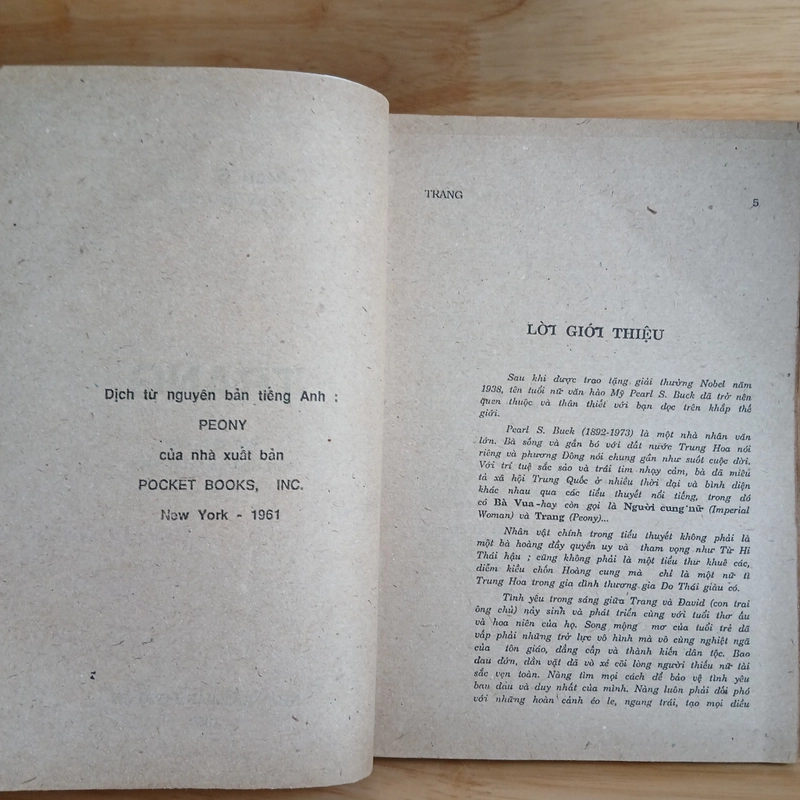 Dịch từ nguyên bản tiếng Anh :
PEONY
của nhà xuất bản
POCKET BOOKS, INC.
New York - 1961
TRANG 5
LỜI GIỚI THIỆU
Sau khi được trao tặng giải thưởng Nobel năm
1938, tên tuổi nữ văn hào Mỹ Pearl S. Buck đã trở nên
quen thuộc và thân thiết với bạn đọc trên khắp thế
giới.
Pearl S. Buck (1892-1973) là một nhà nhân văn
lớn. Bà sống và gắn bó với đất nước Trung Hoa nói
riêng và phương Đông nói chung gần như suốt cuộc đời.
Với trí tuệ sắc sảo và trái tim nhạy cảm, bà đã miêu
tả xã hội Trung Quốc ở nhiều thời đại và bình diện
khác nhau qua các tiểu thuyết nổi tiếng, trong đó
có Bà Vua-hay còn gọi là Người cung nữ (Imperial
Woman) và Trang (Peony)...
Nhân vật chính trong tiểu thuyết không phải là
một bà hoàng đầy quyền uy và tham vọng như Từ Hi
Thái hậu ; cũng không phải là một tiểu thư khuê các,
diễm kiều chốn Hoàng cung mà chỉ là một nữ tì
Trung Hoa trong gia đình thương gia Do Thái giàu có.
Tình yêu trong sáng giữa Trang và David (con trai
ông chủ) nảy sinh và phát triển cùng với tuổi thơ ấu
và hoa niên của họ. Song mộng mơ của tuổi trẻ đã
vấp phải những trở lực vô hình mà vô cùng nghiệt ngã
của tôn giáo, đẳng cấp và thành kiến dân tộc. Bao
đau đớn, dằn vặt đã vò xé cõi lòng người thiếu nữ tài
sắc vẹn toàn. Nàng tìm mọi cách để bảo vệ tình yêu
ban đầu và duy nhất của mình. Nàng luôn phải đối phó
với những hoàn cảnh éo le, ngang trái, tạo mọi điều